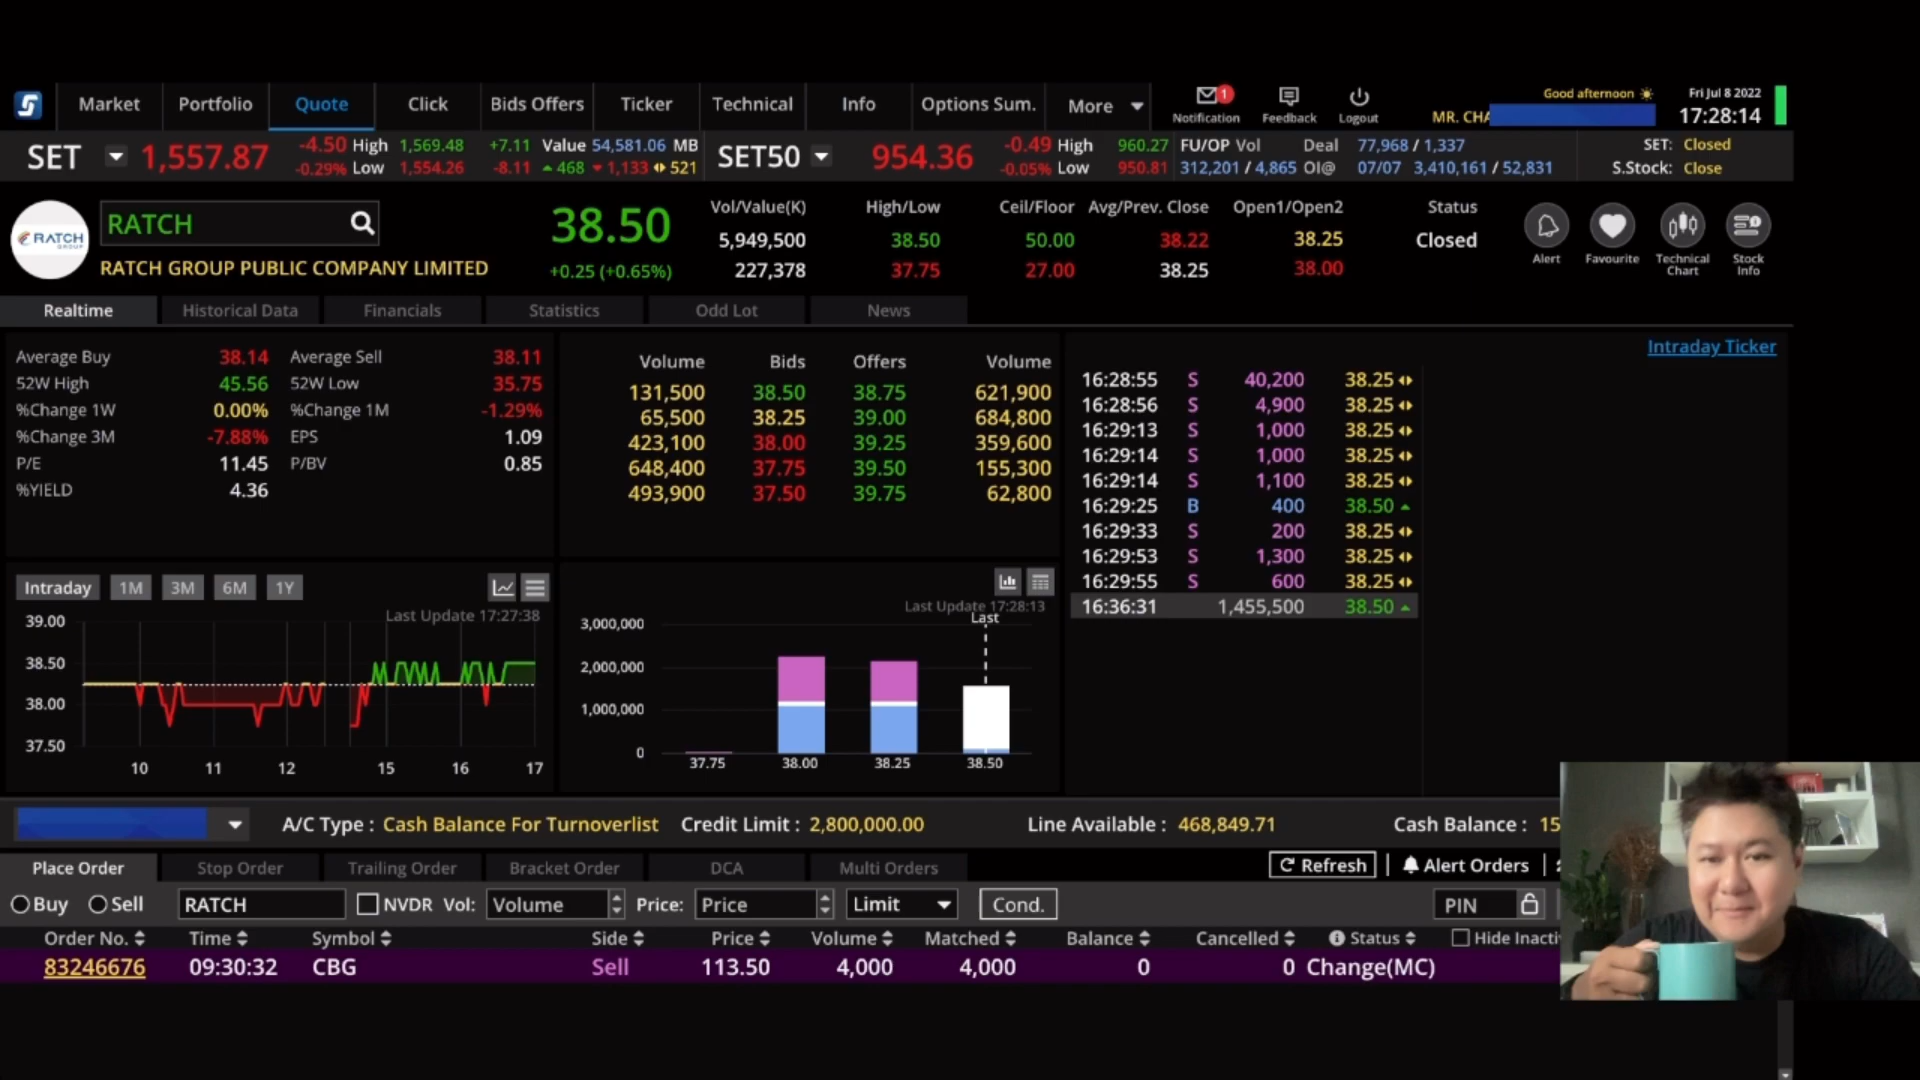 Market Portfolio Quote Click Bids Offers Ticker Technical Info Options Sum. More
1 Notification Feedback Logout
Good afternoon
MR. CHA
Fri Jul 8 2022
17:28:14
SET 1,557.87 -4.50 High 1,569.48 +7.11 Value 54,581.06 MB
-0.29% Low 1,554.26 -8.11 468 1,133 521
SET50 954.36 -0.49 High 960.27 FU/OP Vol Deal 77,968 / 1,337
-0.05% Low 950.81 312,201 / 4,865 OI@ 07/07 3,410,161 / 52,831
SET: Closed
S.Stock: Close
RATCH GROUP
RATCH
RATCH GROUP PUBLIC COMPANY LIMITED
38.50
+0.25 (+0.65%)
Vol/Value(K) High/Low Ceil/Floor Avg/Prev. Close Open1/Open2 Status
5,949,500 38.50 50.00 38.22 38.25 Closed
227,378 37.75 27.00 38.25 38.00
Alert Favourite Technical Chart Stock Info
Realtime Historical Data Financials Statistics Odd Lot News
Average Buy 38.14 Average Sell 38.11
52W High 45.56 52W Low 35.75
%Change 1W 0.00% %Change 1M -1.29%
%Change 3M -7.88% EPS 1.09
P/E 11.45 P/BV 0.85
%YIELD 4.36
Volume Bids Offers Volume
131,500 38.50 38.75 621,900
65,500 38.25 39.00 684,800
423,100 38.00 39.25 359,600
648,400 37.75 39.50 155,300
493,900 37.50 39.75 62,800
Intraday Ticker
16:28:55 S 40,200 38.25
16:28:56 S 4,900 38.25
16:29:13 S 1,000 38.25
16:29:14 S 1,000 38.25
16:29:14 S 1,100 38.25
16:29:25 B 400 38.50
16:29:33 S 200 38.25
16:29:53 S 1,300 38.25
16:29:55 S 600 38.25
16:36:31 1,455,500 38.50
Intraday 1M 3M 6M 1Y
Last Update 17:27:38
39.00
38.50
38.00
37.50
10 11 12 15 16 17
Last Update 17:28:13
Last
3,000,000
2,000,000
1,000,000
0
37.75 38.00 38.25 38.50
A/C Type : Cash Balance For Turnoverlist Credit Limit : 2,800,000.00 Line Available : 468,849.71 Cash Balance : 15
Place Order Stop Order Trailing Order Bracket Order DCA Multi Orders
Refresh Alert Orders
Buy Sell RATCH NVDR Vol: Volume Price: Price Limit Cond. PIN
Order No. Time Symbol Side Price Volume Matched Balance Cancelled Status Hide Inacti
83246676 09:30:32 CBG Sell 113.50 4,000 4,000 0 0 Change(MC)